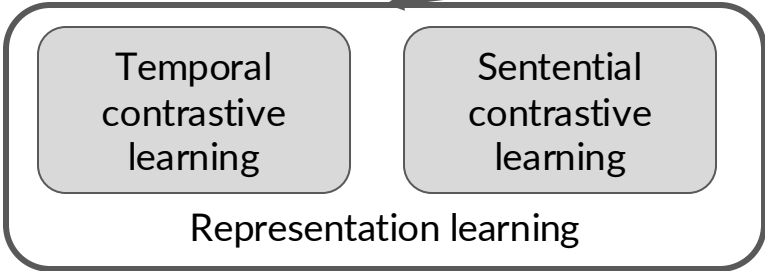 Temporal
contrastive
learning
Sentential
contrastive
learning
Representation learning